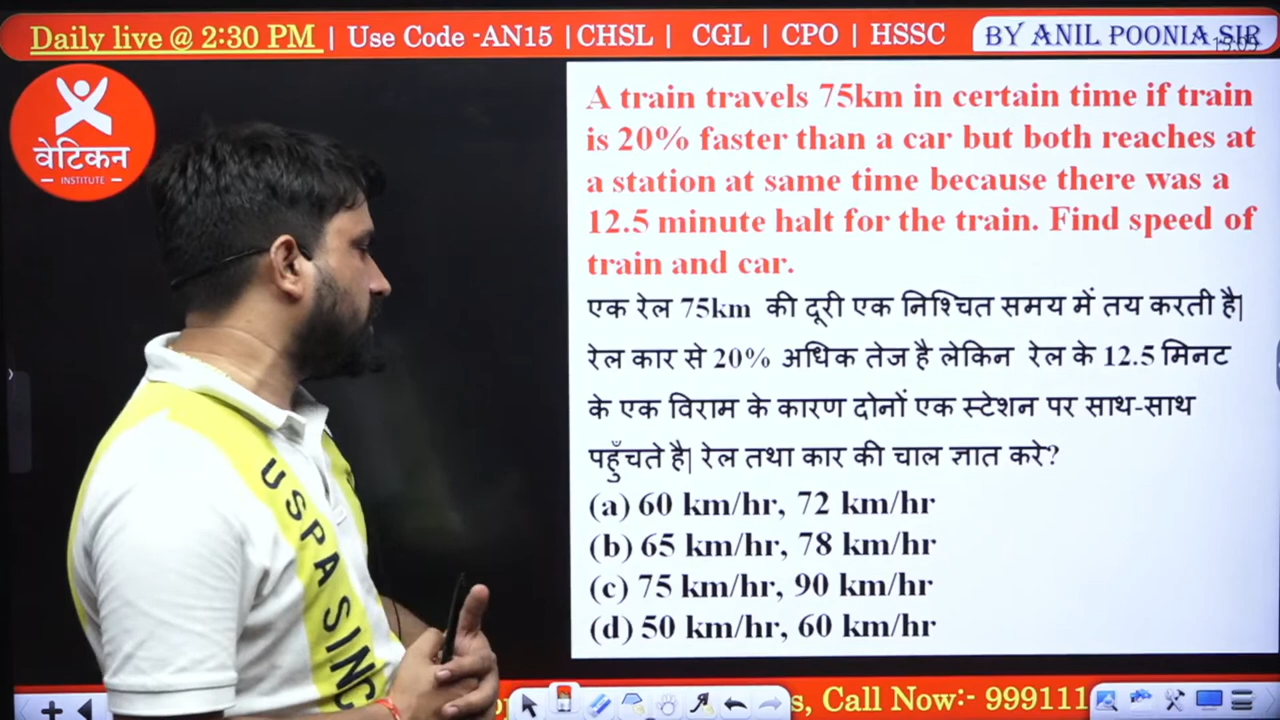 Daily live @ 2:30 PM | Use Code -AN15 | CHSL | CGL | CPO | HSSC
BY ANIL POONIA SIR
वेटिकन
INSTITUTE
A train travels 75km in certain time if train
is 20% faster than a car but both reaches at
a station at same time because there was a
12.5 minute halt for the train. Find speed of
train and car.
एक रेल 75km की दूरी एक निश्चित समय में तय करती है|
रेल कार से 20% अधिक तेज है लेकिन रेल के 12.5 मिनट
के एक विराम के कारण दोनों एक स्टेशन पर साथ-साथ
पहुँचते है| रेल तथा कार की चाल ज्ञात करे?
(a) 60 km/hr, 72 km/hr
(b) 65 km/hr, 78 km/hr
(c) 75 km/hr, 90 km/hr
(d) 50 km/hr, 60 km/hr
USPA SINC
s, Call Now:- 999111